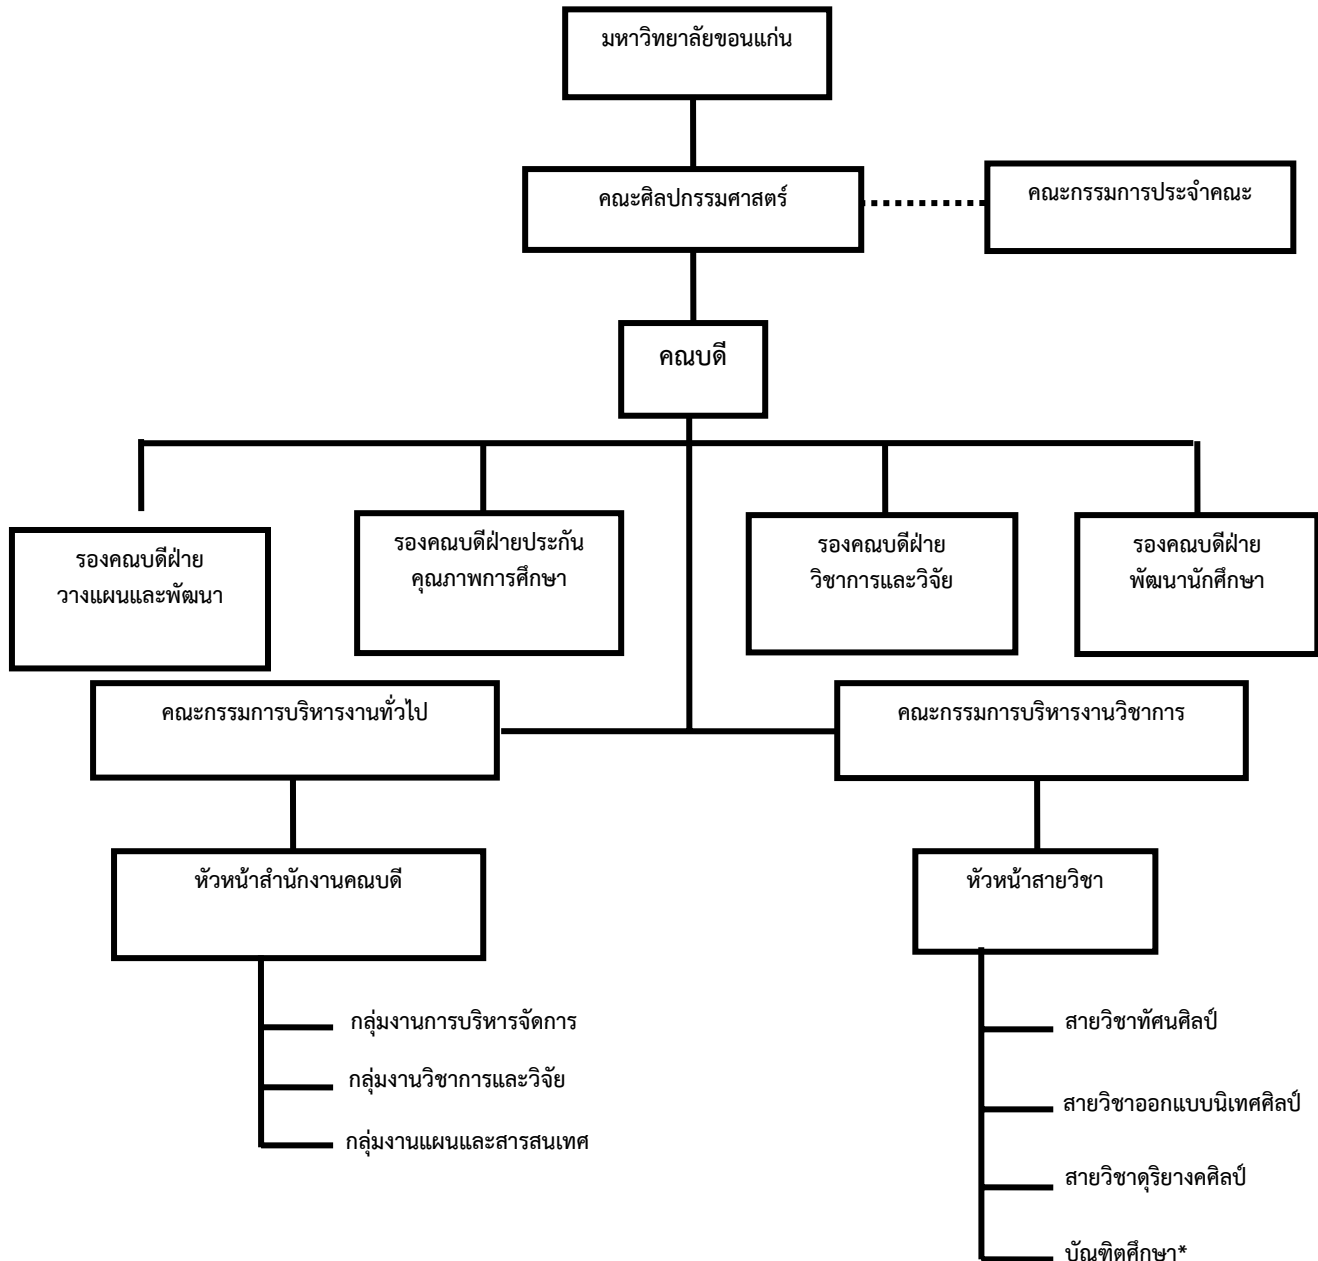 มหาวิทยาลัยขอนแก่น
คณะศิลปกรรมศาสตร์
คณะกรรมการประจำคณะ
คณบดี
รองคณบดีฝ่าย
วางแผนและพัฒนา
รองคณบดีฝ่ายประกัน
คุณภาพการศึกษา
รองคณบดีฝ่าย
วิชาการและวิจัย
รองคณบดีฝ่าย
พัฒนานักศึกษา
คณะกรรมการบริหารงานทั่วไป
คณะกรรมการบริหารงานวิชาการ
หัวหน้าสำนักงานคณบดี
หัวหน้าสายวิชา
กลุ่มงานการบริหารจัดการ
กลุ่มงานวิชาการและวิจัย
กลุ่มงานแผนและสารสนเทศ
สายวิชาทัศนศิลป์
สายวิชาออกแบบนิเทศศิลป์
สายวิชาดุริยางคศิลป์
บัณฑิตศึกษา*